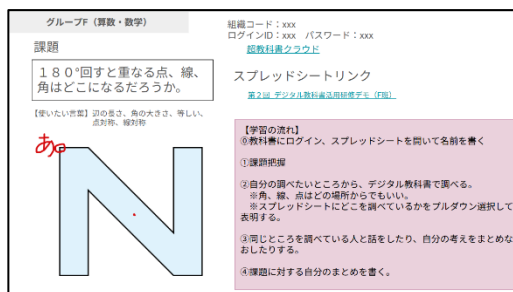 グループF（算数・数学）
課題
１８０°回すと重なる点、線、
角はどこになるだろうか。
【使いたい言葉】辺の長さ、角の大きさ、等しい、
点対称、線対称
あ。
組織コード：xxx
ログインID：xx　パスワード：xxx
超教科書クラウド
スプレッドシートリンク
第２回 デジタル教科書活用研修デモ（F班）
【学習の流れ】
⓪教科書にログイン、スプレッドシートを開いて名前を書く
①課題把握
②自分の調べたいところから、デジタル教科書で調べる。
※角、線、点はどの場所からでもいい。
※スプレッドシートにどこを調べているかをプルダウン選択して
表明する。
③同じところを調べている人と話をしたり、自分の考えをまとめな
おしたりする。
④課題に対する自分のまとめを書く。